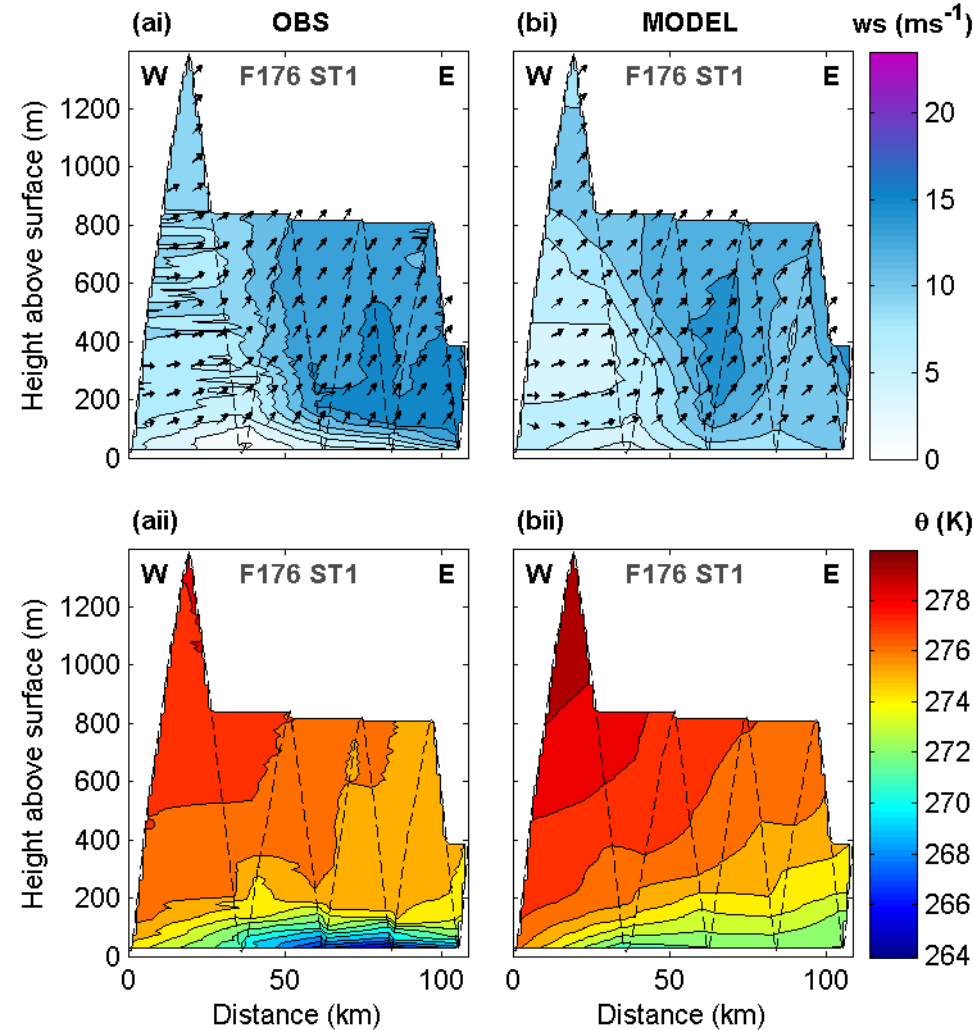 (ai) OBS (bi) MODEL ws (ms-1)
W F176 ST1 E W F176 ST1 E
1200
1000
800
600
400
200
0
Height above surface (m)
20
15
10
5
0
(aii) (bii) θ (K)
W F176 ST1 E W F176 ST1 E
1200
1000
800
600
400
200
0
Height above surface (m)
0 50 100
Distance (km)
0 50 100
Distance (km)
278
276
274
272
270
268
266
264